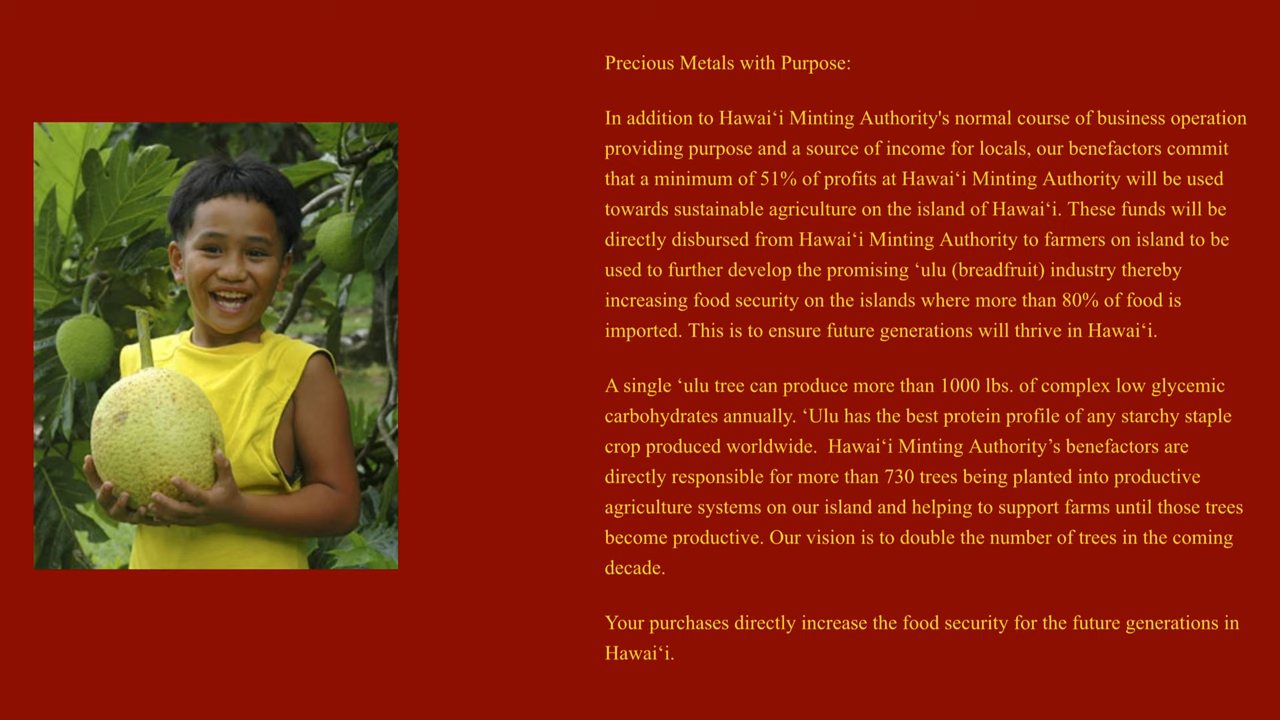 Precious Metals with Purpose:
In addition to Hawaiʻi Minting Authority's normal course of business operation
providing purpose and a source of income for locals, our benefactors commit
that a minimum of 51% of profits at Hawaiʻi Minting Authority will be used
towards sustainable agriculture on the island of Hawaiʻi. These funds will be
directly disbursed from Hawaiʻi Minting Authority to farmers on island to be
used to further develop the promising ʻulu (breadfruit) industry thereby
increasing food security on the islands where more than 80% of food is
imported. This is to ensure future generations will thrive in Hawaiʻi.
A single ʻulu tree can produce more than 1000 lbs. of complex low glycemic
carbohydrates annually. ʻUlu has the best protein profile of any starchy staple
crop produced worldwide.  Hawaiʻi Minting Authority’s benefactors are
directly responsible for more than 730 trees being planted into productive
agriculture systems on our island and helping to support farms until those trees
become productive. Our vision is to double the number of trees in the coming
decade.
Your purchases directly increase the food security for the future generations in
Hawaiʻi.